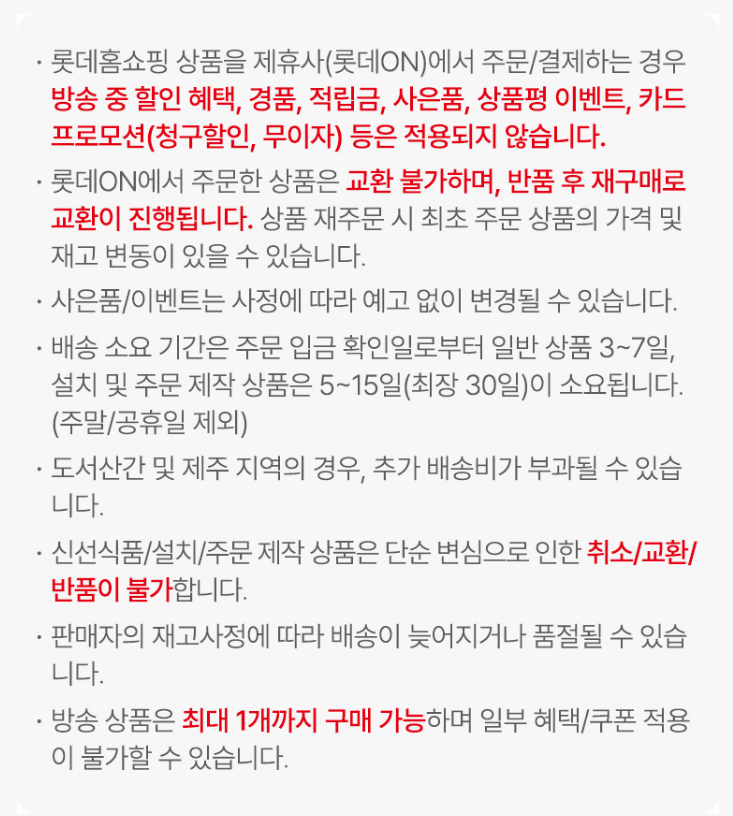 · 롯데홈쇼핑 상품을 제휴사(롯데ON)에서 주문/결제하는 경우
방송 중 할인 혜택, 경품, 적립금, 사은품, 상품평 이벤트, 카드
프로모션(청구할인, 무이자) 등은 적용되지 않습니다.
· 롯데ON에서 주문한 상품은 교환 불가하며, 반품 후 재구매로
교환이 진행됩니다. 상품 재주문 시 최초 주문 상품의 가격 및
재고 변동이 있을 수 있습니다.
· 사은품/이벤트는 사정에 따라 예고 없이 변경될 수 있습니다.
· 배송 소요 기간은 주문 입금 확인일로부터 일반 상품 3~7일,
설치 및 주문 제작 상품은 5~15일(최장 30일)이 소요됩니다.
(주말/공휴일 제외)
· 도서산간 및 제주 지역의 경우, 추가 배송비가 부과될 수 있습
니다.
· 신선식품/설치/주문 제작 상품은 단순 변심으로 인한 취소/교환/
반품이 불가합니다.
· 판매자의 재고사정에 따라 배송이 늦어지거나 품절될 수 있습
니다.
· 방송 상품은 최대 1개까지 구매 가능하며 일부 혜택/쿠폰 적용
이 불가할 수 있습니다.